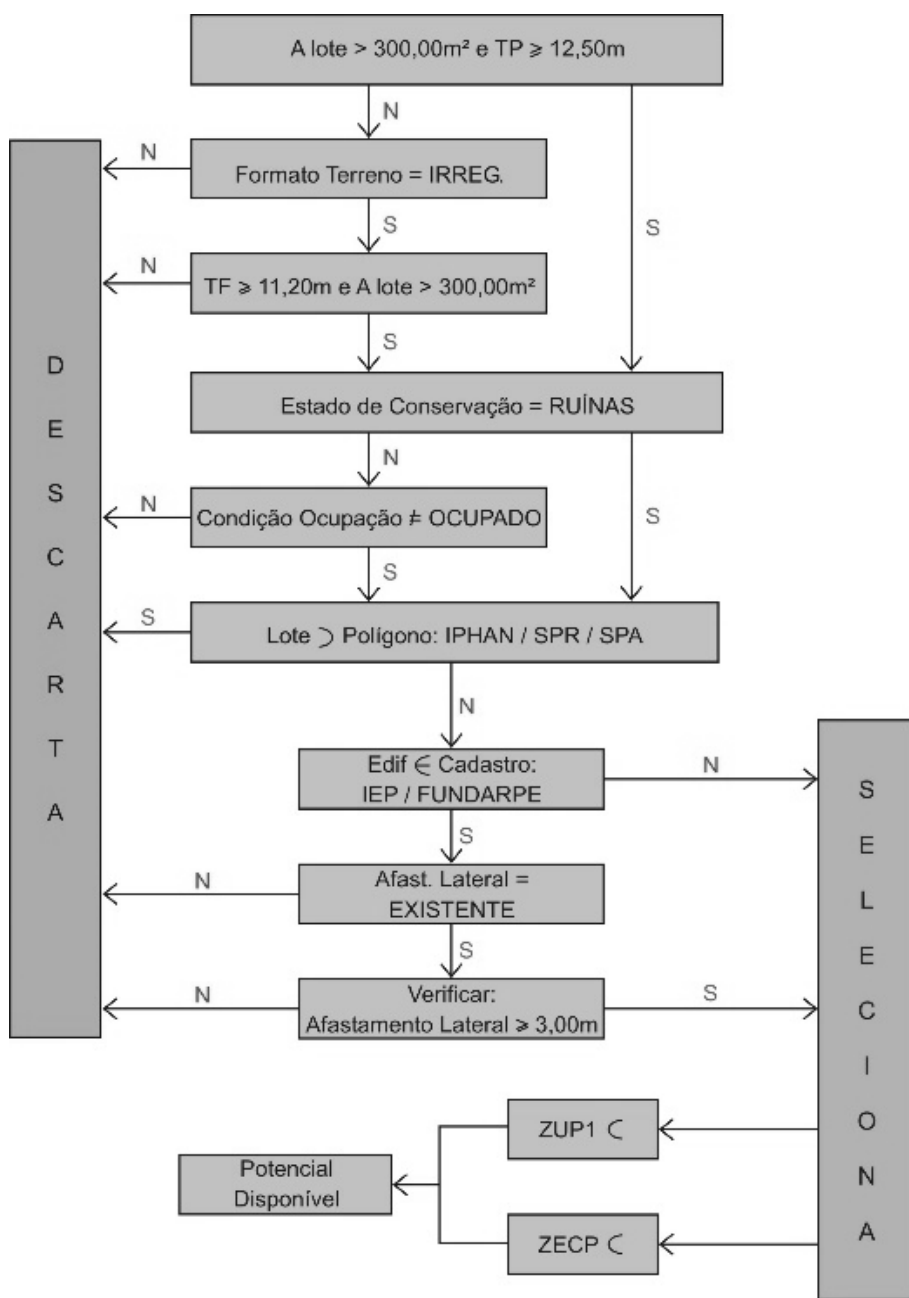 A lote > 300,00m² e TP ⩾ 12,50m
N
N
Formato Terreno = IRREG.
S
S
N
TF ⩾ 11,20m e A lote > 300,00m²
S
Estado de Conservação = RUÍNAS
N
N
Condição Ocupação ≠ OCUPADO
S
S
S
Lote ⊃ Polígono: IPHAN / SPR / SPA
N
Edif ∈ Cadastro:
IEP / FUNDARPE
N
S
N
Afast. Lateral =
EXISTENTE
S
N
Verificar:
Afastamento Lateral ⩾ 3,00m
S
DESCARTA
SELECIONA
ZUP1 ⊂
Potencial
Disponível
ZECP ⊂